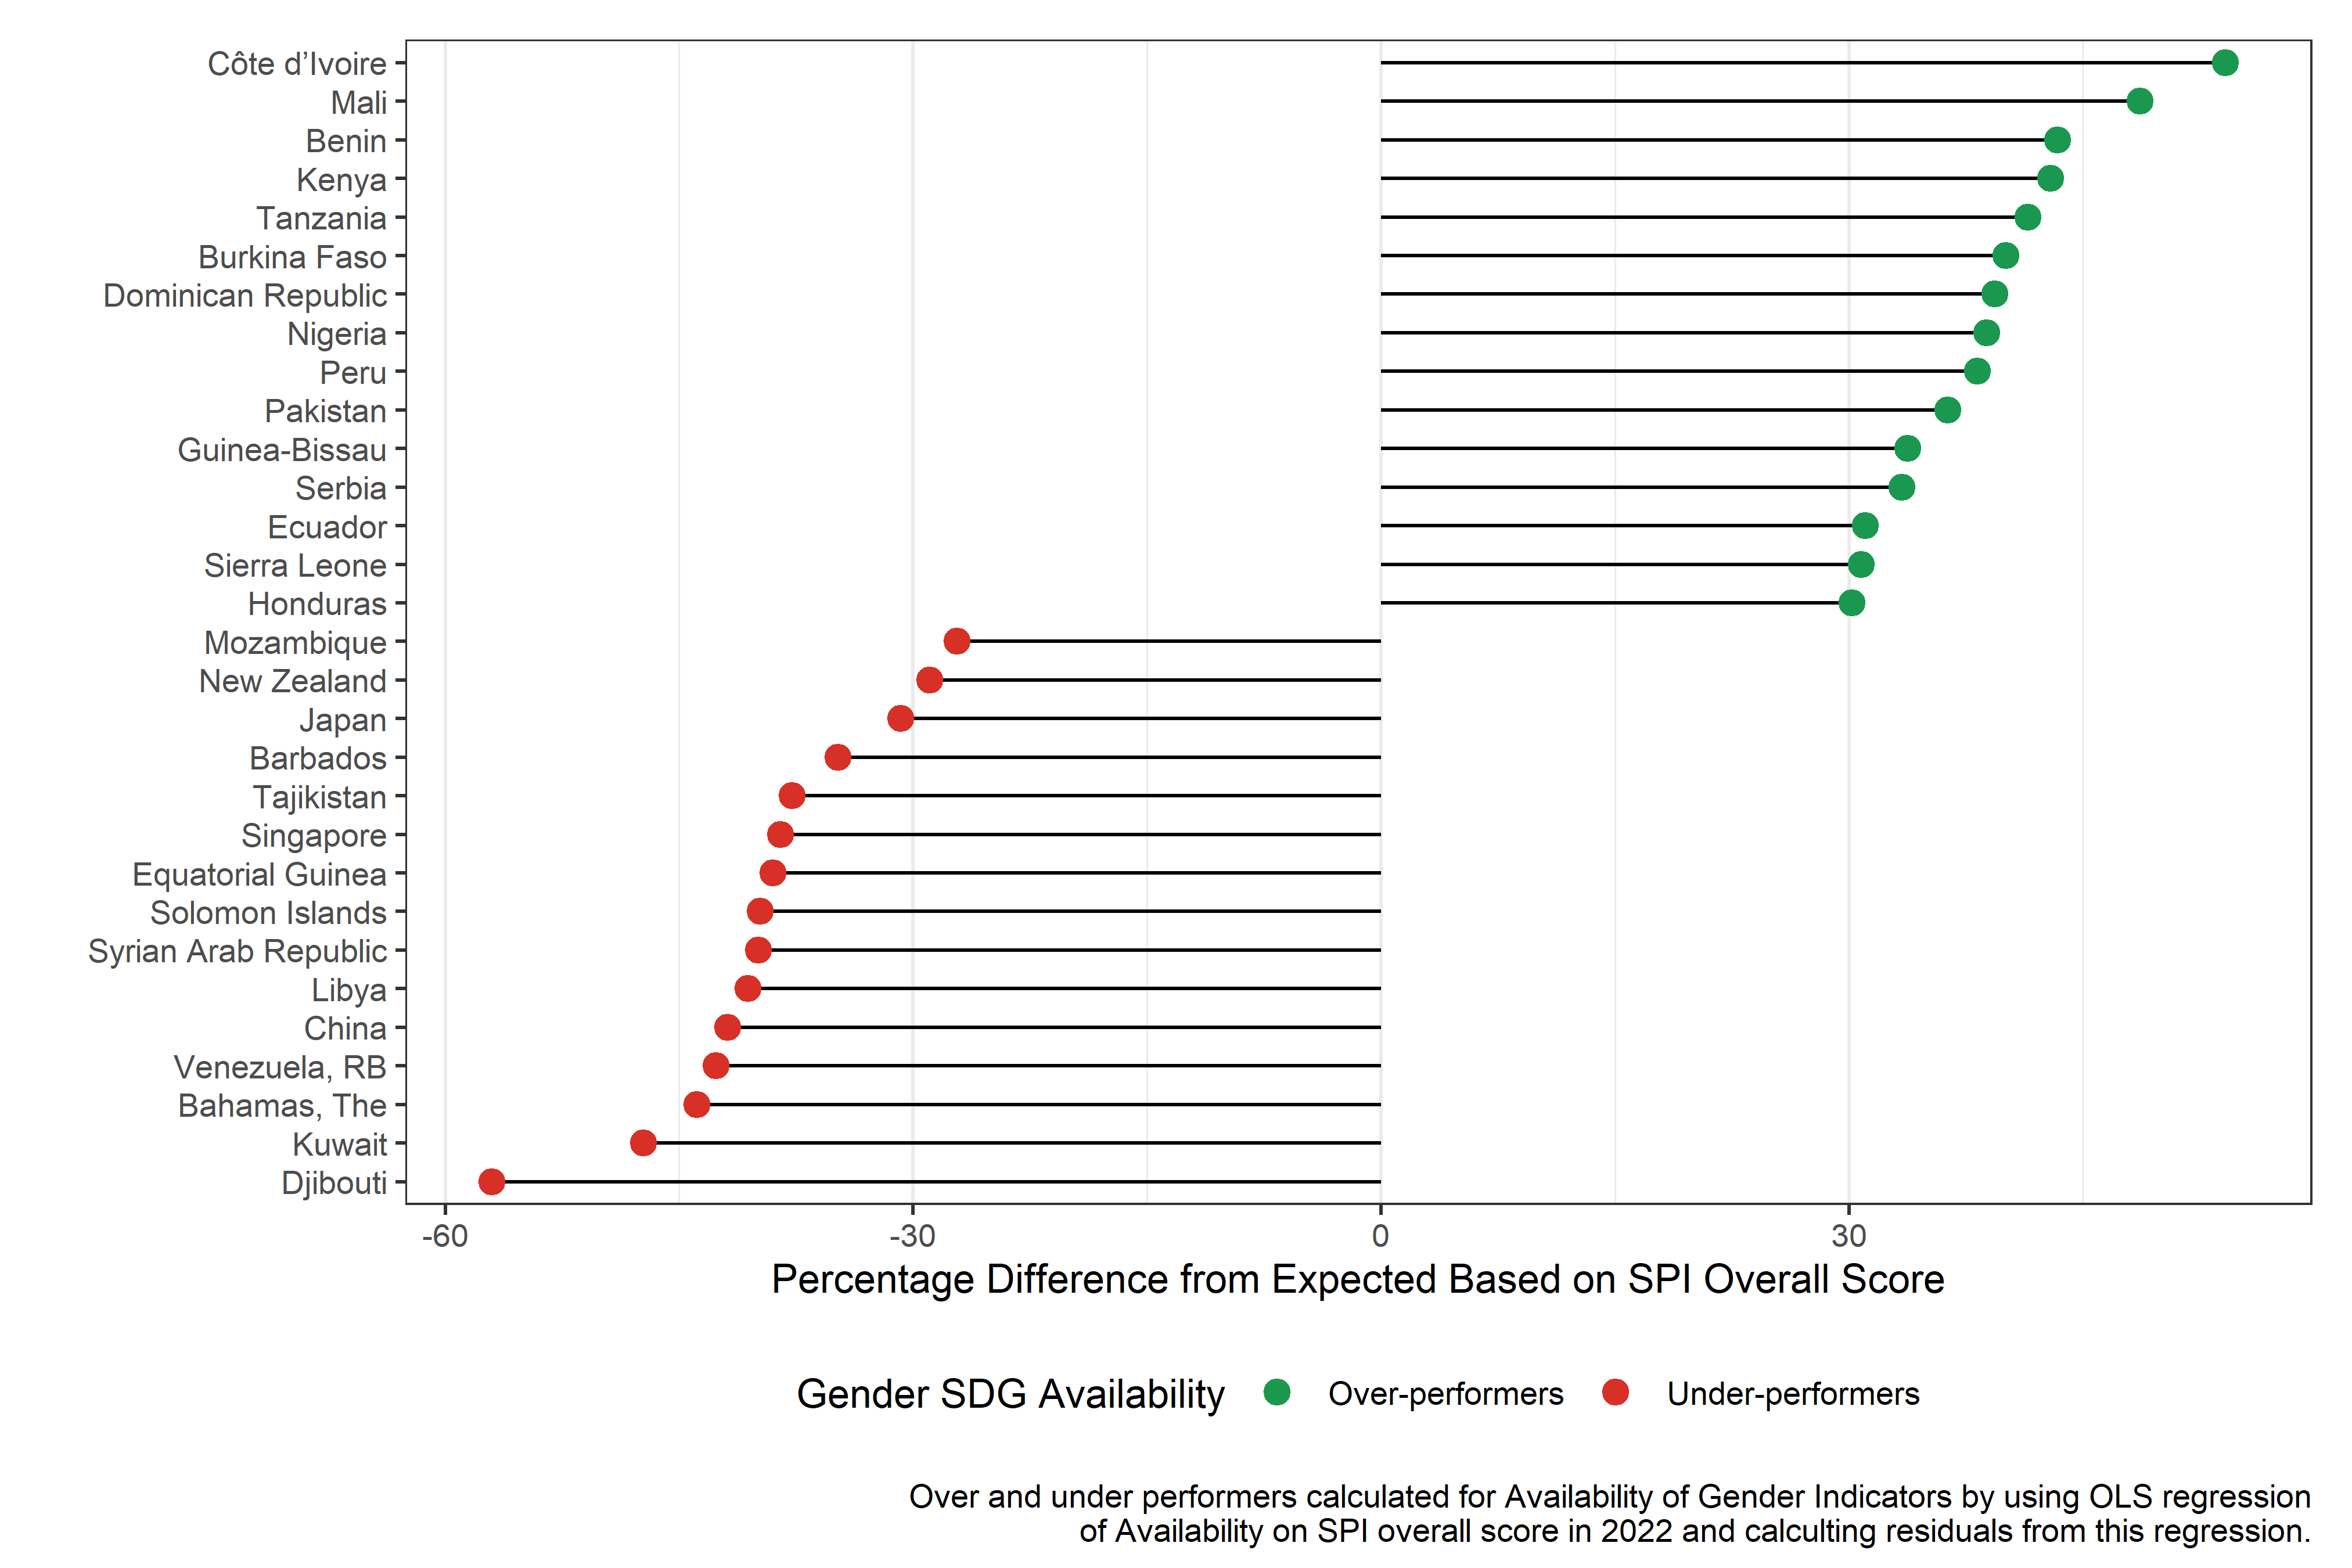 Côte d’Ivoire
Mali
Benin
Kenya
Tanzania
Burkina Faso
Dominican Republic
Nigeria
Peru
Pakistan
Guinea-Bissau
Serbia
Ecuador
Sierra Leone
Honduras
Mozambique
New Zealand
Japan
Barbados
Tajikistan
Singapore
Equatorial Guinea
Solomon Islands
Syrian Arab Republic
Libya
China
Venezuela, RB
Bahamas, The
Kuwait
Djibouti
-60 -30 0 30
Percentage Difference from Expected Based on SPI Overall Score
Gender SDG Availability Over-performers Under-performers
Over and under performers calculated for Availability of Gender Indicators by using OLS regression
of Availability on SPI overall score in 2022 and calculting residuals from this regression.